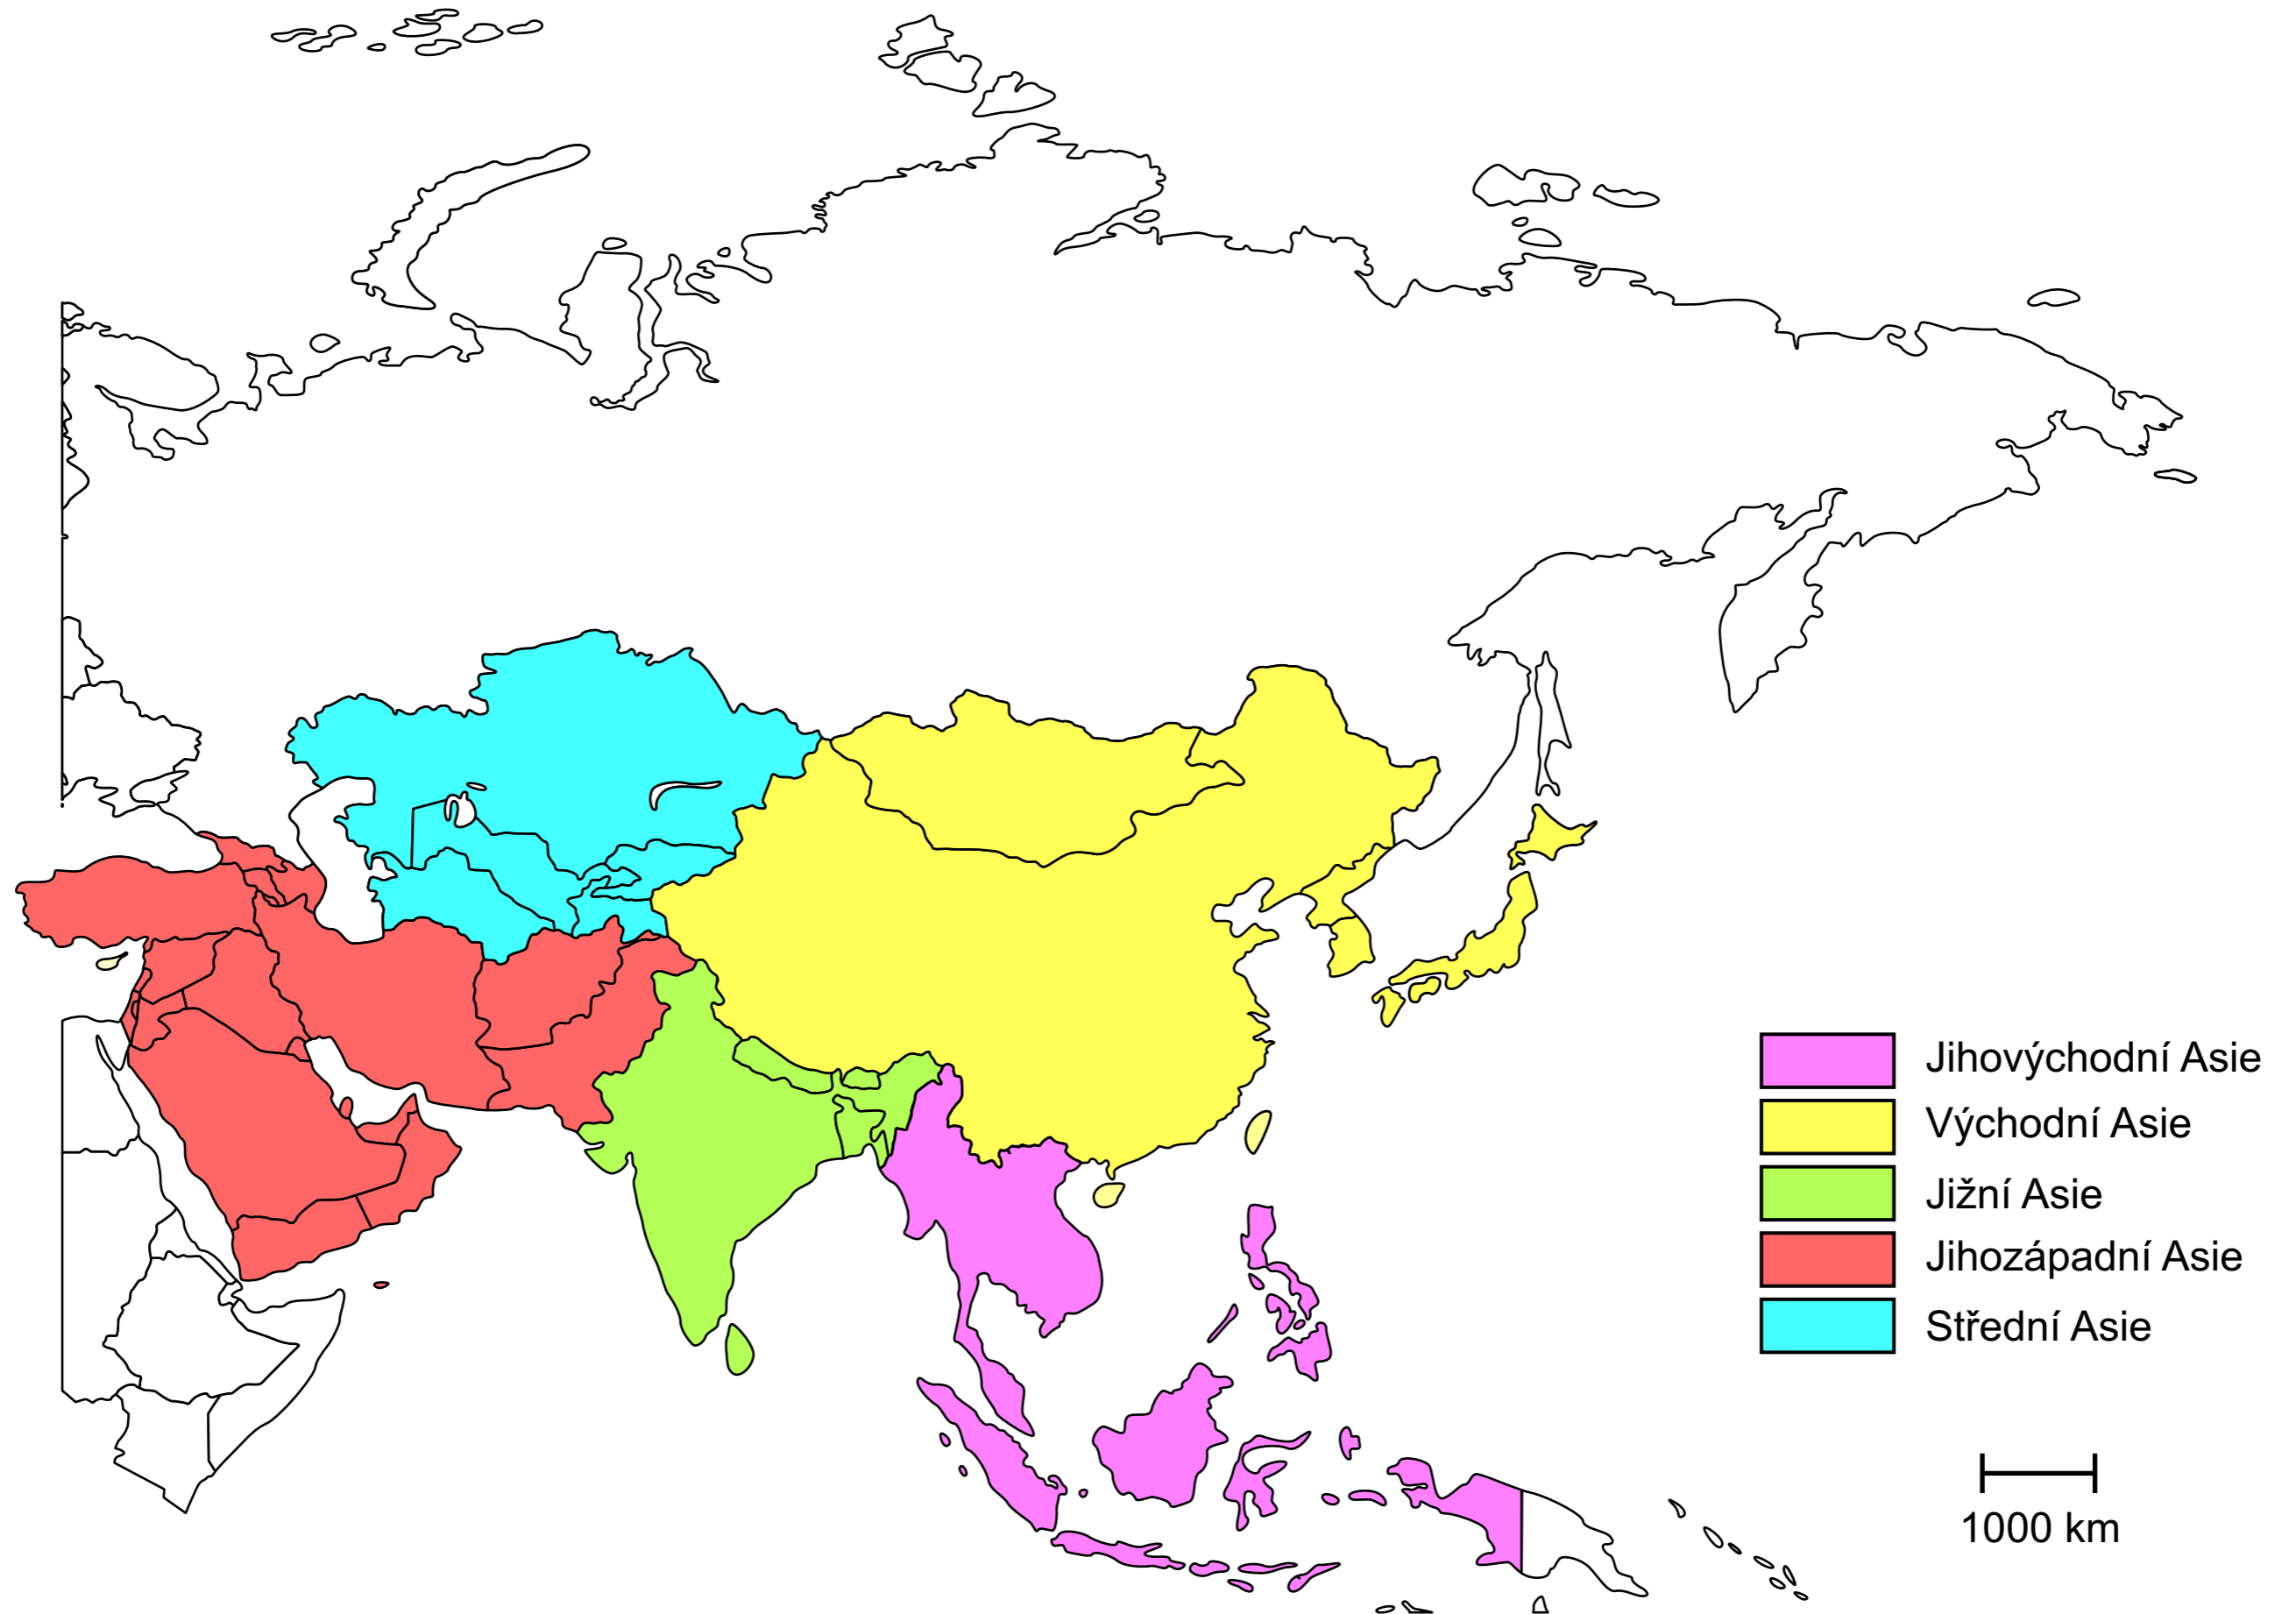 Jihovýchodní Asie
Východní Asie
Jižní Asie
Jihozápadní Asie
Střední Asie
1000 km